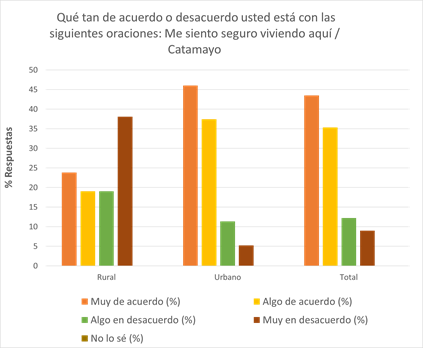 Qué tan de acuerdo o desacuerdo usted está con las
siguientes oraciones: Me siento seguro viviendo aquí /
Catamayo
% Respuestas
50
45
40
35
30
25
20
15
10
5
0
Rural Urbano Total
Muy de acuerdo (%) Algo de acuerdo (%)
Algo en desacuerdo (%) Muy en desacuerdo (%)
No lo sé (%)